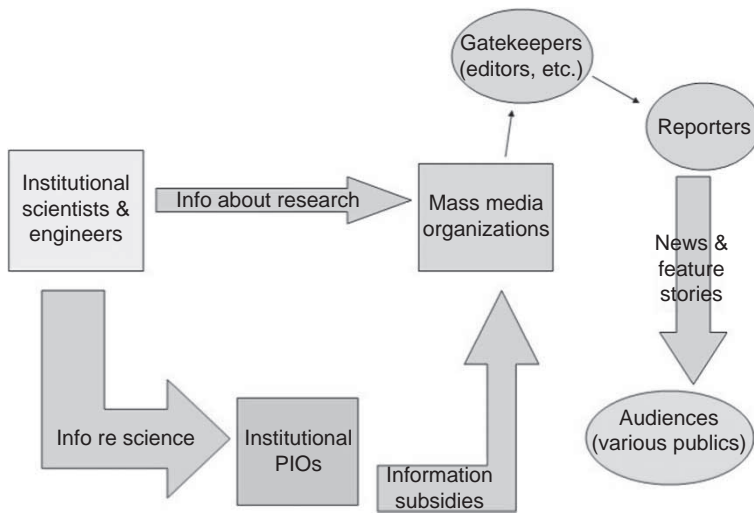 Gatekeepers
(editors, etc.)
Reporters
Institutional
scientists &
engineers
Info about research
Mass media
organizations
News &
feature
stories
Info re science
Institutional
PIOs
Information
subsidies
Audiences
(various publics)